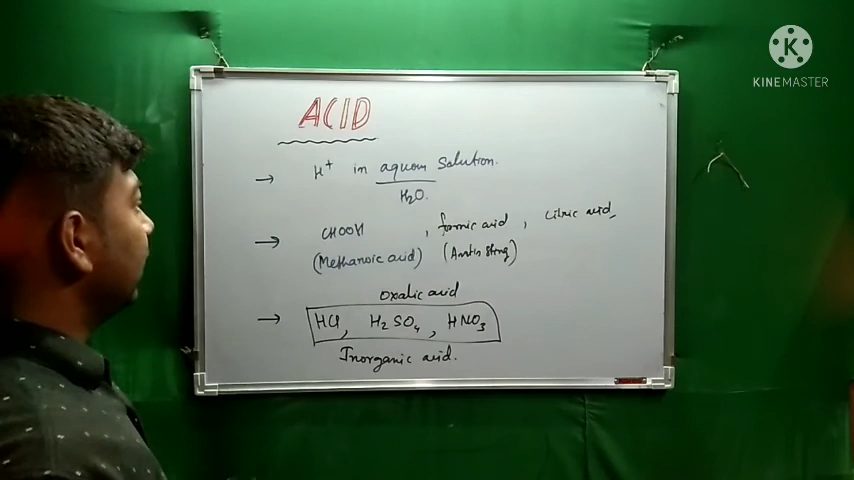 ACID
→ H⁺ in aqueous solution.
H₂O.
→ CHOOH, formic acid, Citric acid,
(Methanoic acid) (Ant's sting)
Oxalic acid
→ HCl, H₂SO₄, HNO₃
Inorganic acid.
KINEMASTER